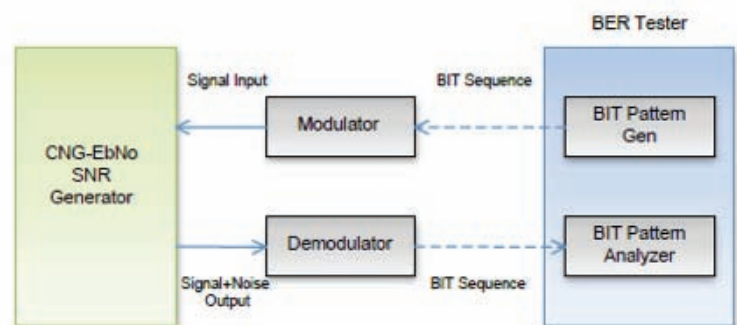 BER Tester
Signal Input
BIT Sequence
Modulator
BIT Pattern
Gen
CNG-EbNo
SNR
Generator
Demodulator
BIT Pattern
Analyzer
Signal+Noise
Output
BIT Sequence